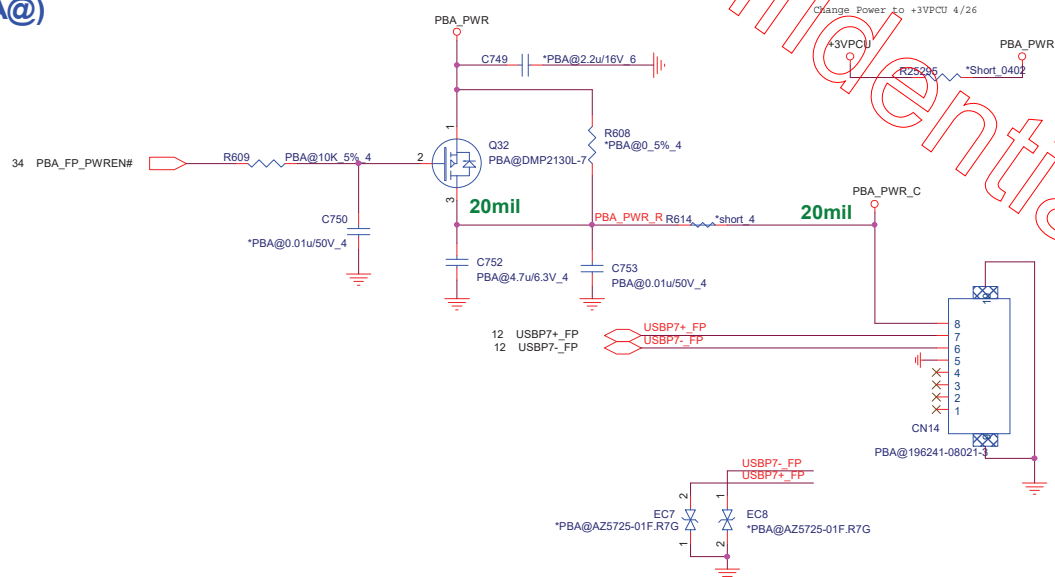 A@)
Change Power to +3VPCU 4/26
PBA_PWR
+3VPCU
PBA_PWR
C749
*PBA@2.2u/16V_6
R25295
*Short_0402
1
R608
*PBA@0_5%_4
Q32
PBA@DMP2130L-7
34 PBA_FP_PWREN#
R609
PBA@10K_5%_4
2
3
20mil
PBA_PWR_R
R614
*short_4
20mil
PBA_PWR_C
C750
*PBA@0.01u/50V_4
C752
PBA@4.7u/6.3V_4
C753
PBA@0.01u/50V_4
12 USBP7+_FP
USBP7+_FP
12 USBP7-_FP
USBP7-_FP
8
7
6
5
4
3
2
1
CN14
PBA@196241-08021-3
USBP7-_FP
USBP7+_FP
2
1
EC7
*PBA@AZ5725-01F.R7G
EC8
*PBA@AZ5725-01F.R7G
1
2